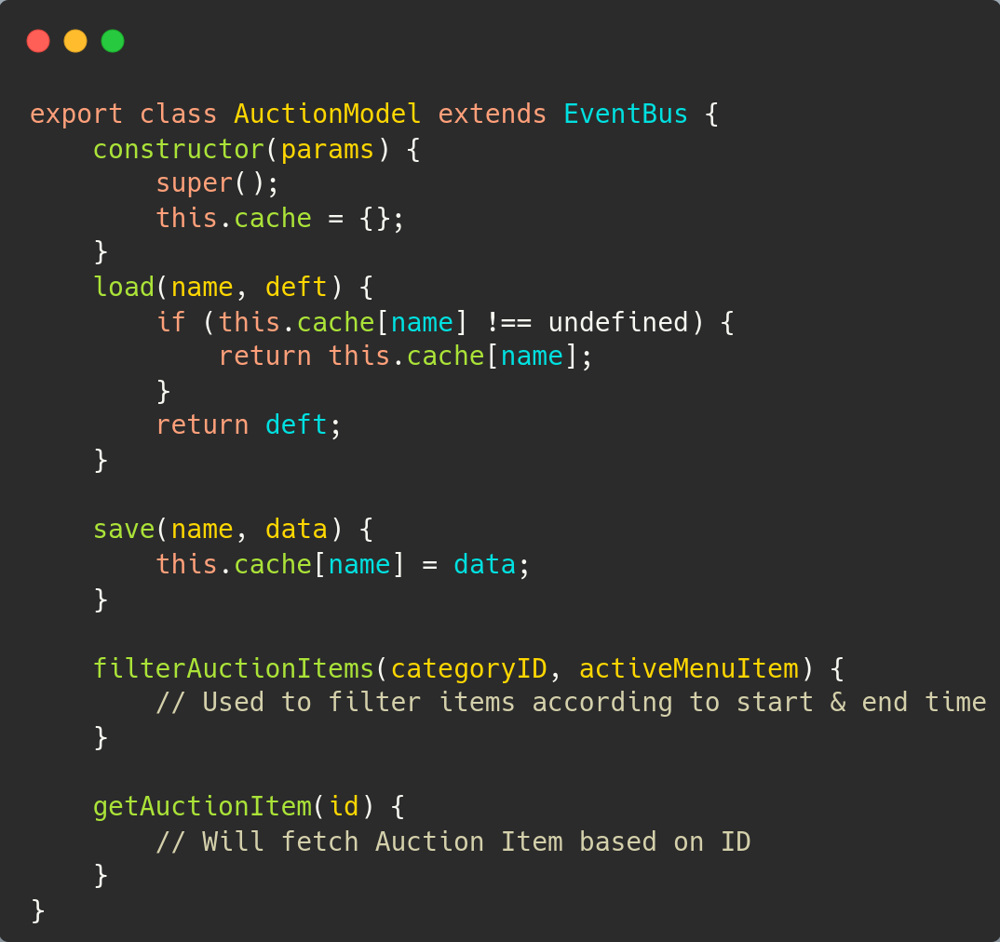 export class AuctionModel extends EventBus {
    constructor(params) {
        super();
        this.cache = {};
    }
    load(name, deft) {
        if (this.cache[name] !== undefined) {
            return this.cache[name];
        }
        return deft;
    }

    save(name, data) {
        this.cache[name] = data;
    }

    filterAuctionItems(categoryID, activeMenuItem) {
        // Used to filter items according to start & end time
    }

    getAuctionItem(id) {
        // Will fetch Auction Item based on ID
    }
}